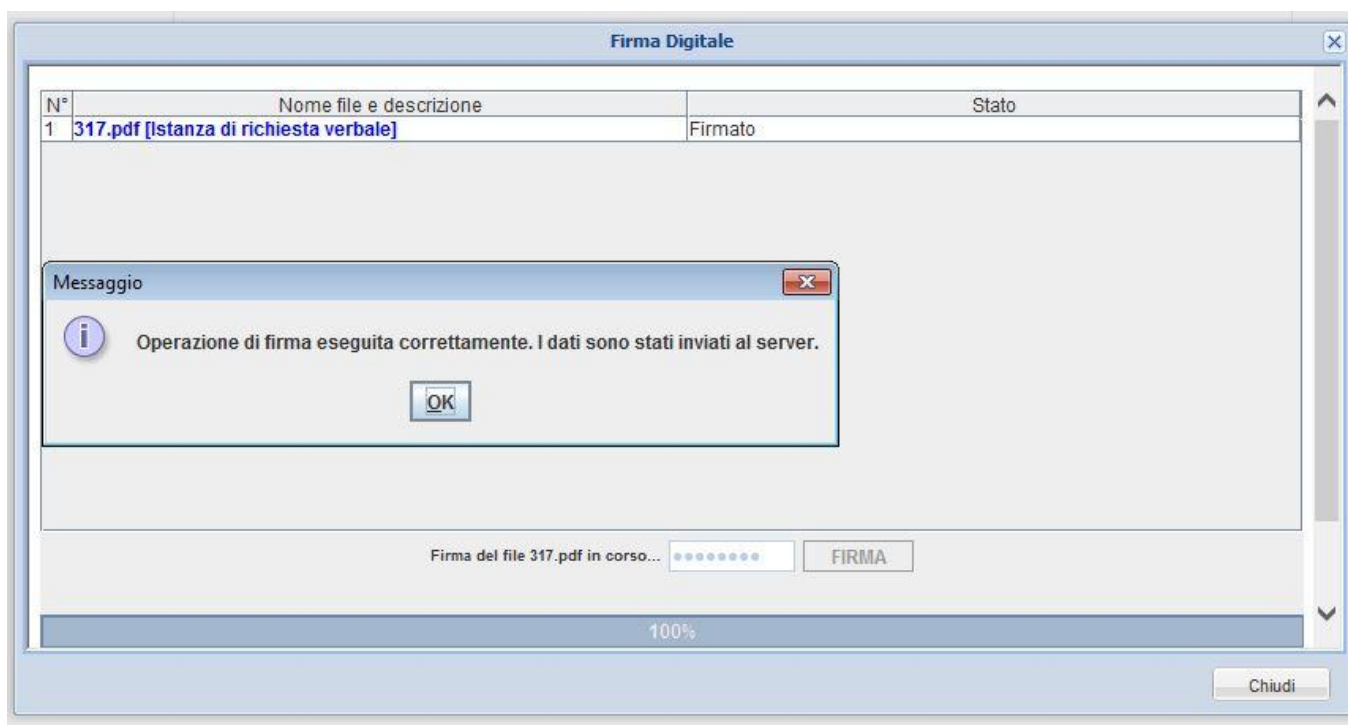 Firma Digitale
N° Nome file e descrizione Stato
1 317.pdf [Istanza di richiesta verbale] Firmato
Messaggio
Operazione di firma eseguita correttamente. I dati sono stati inviati al server.
OK
Firma del file 317.pdf in corso... FIRMA
100%
Chiudi